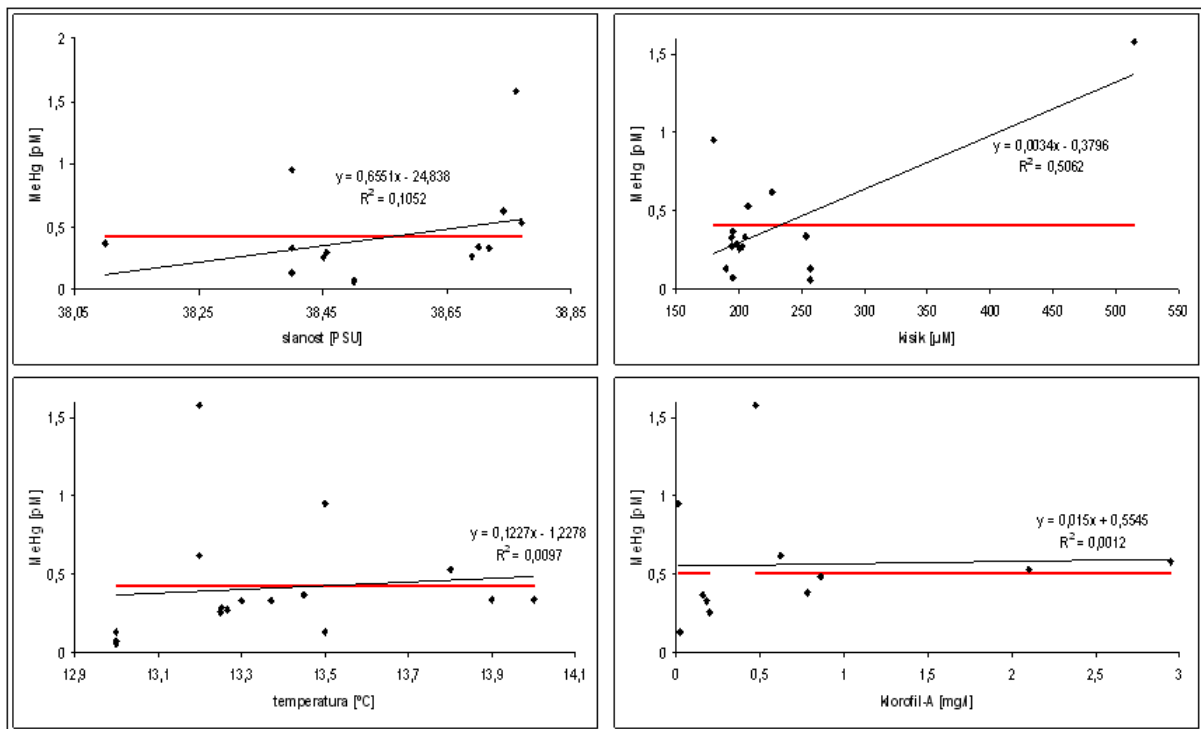 2
1,5
1
0,5
0
MeHg [pM]
y = 0,6551x - 24,838
R² = 0,1052
38,05 38,25 38,45 38,65 38,85
slanost [PSU]
1,5
1
0,5
0
MeHg [pM]
y = 0,0034x - 0,3796
R² = 0,5062
150 200 250 300 350 400 450 500 550
kisik [µM]
1,5
1
0,5
0
MeHg [pM]
y = 0,1227x - 1,2278
R² = 0,0097
12,9 13,1 13,3 13,5 13,7 13,9 14,1
temperatura [°C]
1,5
1
0,5
0
MeHg [pM]
y = 0,015x + 0,5545
R² = 0,0012
0 0,5 1 1,5 2 2,5 3
klorofil-A [mg/l]